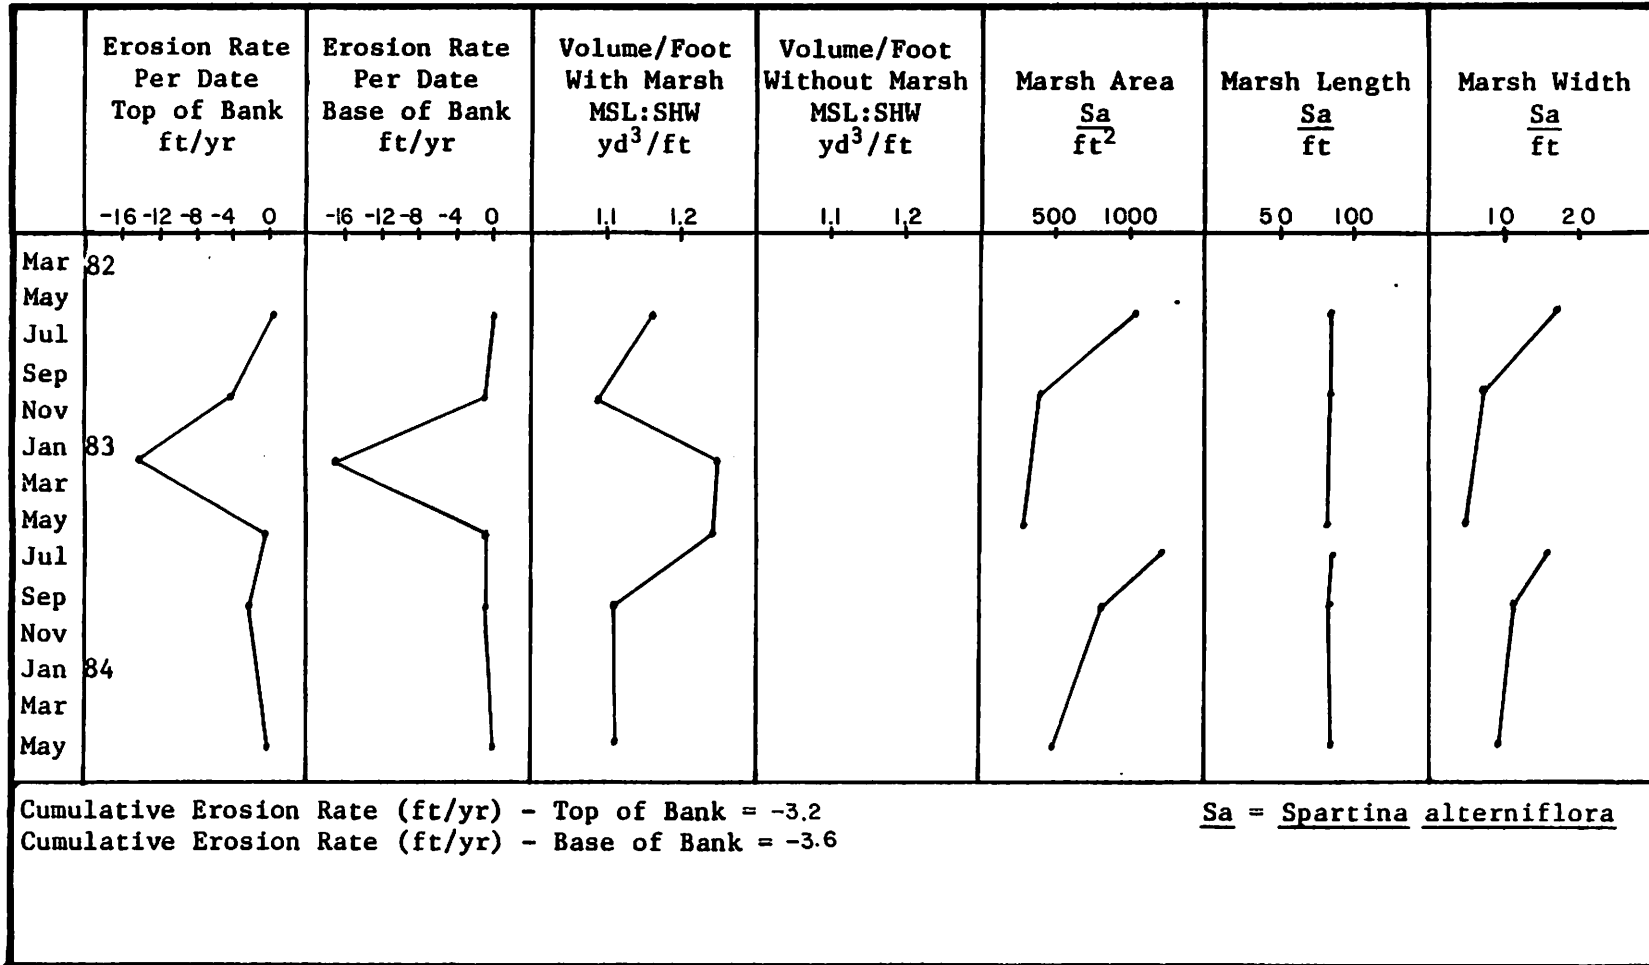 Erosion Rate
Per Date
Top of Bank
ft/yr
-16 -12 -8 -4 0
Erosion Rate
Per Date
Base of Bank
ft/yr
-16 -12 -8 -4 0
Volume/Foot
With Marsh
MSL:SHW
yd³/ft
1.1 1.2
Volume/Foot
Without Marsh
MSL:SHW
yd³/ft
1.1 1.2
Marsh Area
Sa
ft²
500 1000
Marsh Length
Sa
ft
50 100
Marsh Width
Sa
ft
10 20
Mar 82
May
Jul
Sep
Nov
Jan 83
Mar
May
Jul
Sep
Nov
Jan 84
Mar
May
Cumulative Erosion Rate (ft/yr) - Top of Bank = -3.2
Cumulative Erosion Rate (ft/yr) - Base of Bank = -3.6
Sa = Spartina alterniflora